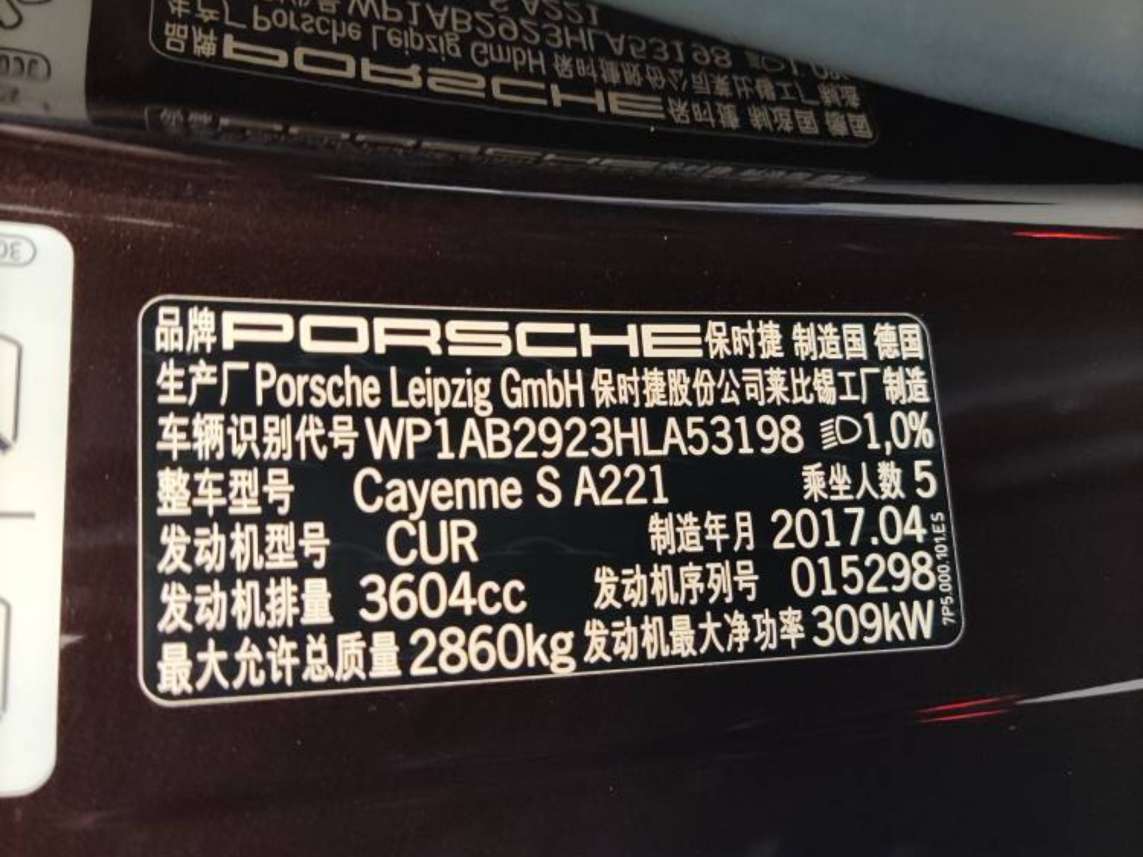 品牌 PORSCHE 保时捷 制造国 德国
生产厂 Porsche Leipzig GmbH 保时捷股份公司莱比锡工厂制造
车辆识别代号 WP1AB2923HLA53198 1,0%
整车型号 Cayenne S A221 乘坐人数 5
发动机型号 CUR 制造年月 2017.04
发动机排量 3604cc 发动机序列号 015298
最大允许总质量 2860kg 发动机最大净功率 309kW
7P5.000.101.ES